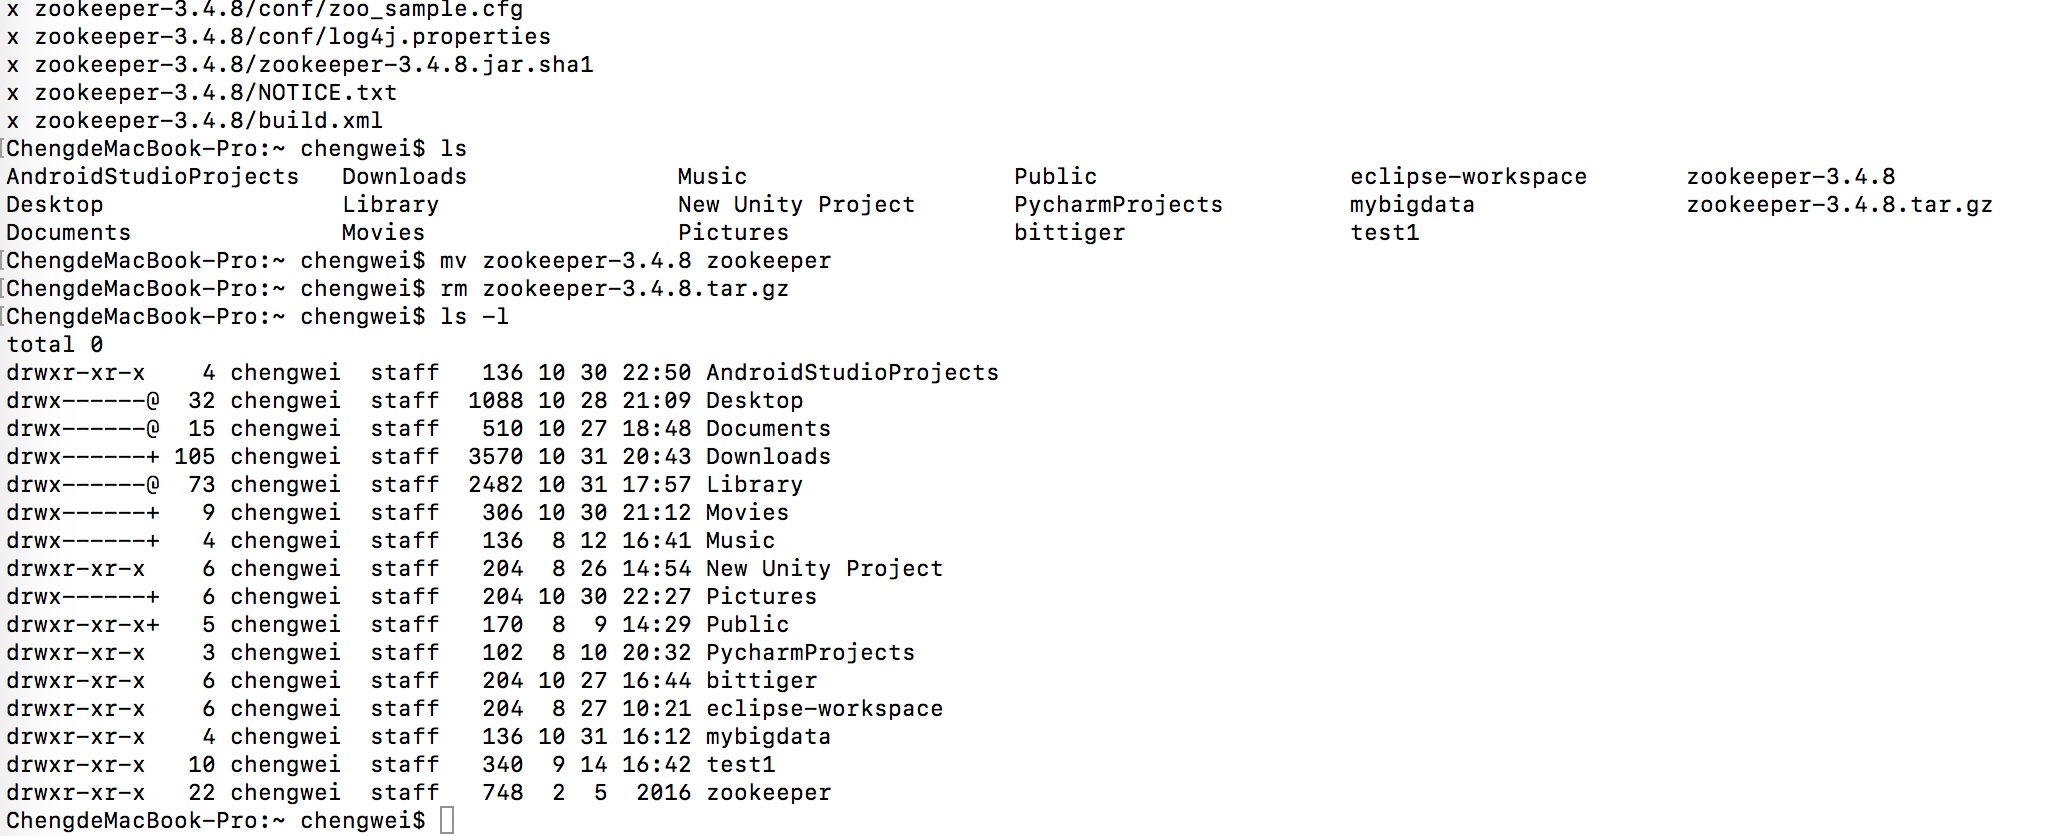 x zookeeper-3.4.8/conf/zoo_sample.cfg
x zookeeper-3.4.8/conf/log4j.properties
x zookeeper-3.4.8/zookeeper-3.4.8.jar.sha1
x zookeeper-3.4.8/NOTICE.txt
x zookeeper-3.4.8/build.xml
[ChengdeMacBook-Pro:~ chengwei$ ls
AndroidStudioProjects   Downloads               Music                   Public                  eclipse-workspace       zookeeper-3.4.8
Desktop                 Library                 New Unity Project       PycharmProjects         mybigdata               zookeeper-3.4.8.tar.gz
Documents               Movies                  Pictures                bittiger                test1
[ChengdeMacBook-Pro:~ chengwei$ mv zookeeper-3.4.8 zookeeper
[ChengdeMacBook-Pro:~ chengwei$ rm zookeeper-3.4.8.tar.gz
[ChengdeMacBook-Pro:~ chengwei$ ls -l
total 0
drwxr-xr-x    4 chengwei  staff   136 10 30 22:50 AndroidStudioProjects
drwx------@  32 chengwei  staff  1088 10 28 21:09 Desktop
drwx------@  15 chengwei  staff   510 10 27 18:48 Documents
drwx------+ 105 chengwei  staff  3570 10 31 20:43 Downloads
drwx------@  73 chengwei  staff  2482 10 31 17:57 Library
drwx------+   9 chengwei  staff   306 10 30 21:12 Movies
drwx------+   4 chengwei  staff   136  8 12 16:41 Music
drwxr-xr-x    6 chengwei  staff   204  8 26 14:54 New Unity Project
drwx------+   6 chengwei  staff   204 10 30 22:27 Pictures
drwxr-xr-x+   5 chengwei  staff   170  8  9 14:29 Public
drwxr-xr-x    3 chengwei  staff   102  8 10 20:32 PycharmProjects
drwxr-xr-x    6 chengwei  staff   204 10 27 16:44 bittiger
drwxr-xr-x    6 chengwei  staff   204  8 27 10:21 eclipse-workspace
drwxr-xr-x    4 chengwei  staff   136 10 31 16:12 mybigdata
drwxr-xr-x   10 chengwei  staff   340  9 14 16:42 test1
drwxr-xr-x   22 chengwei  staff   748  2  5  2016 zookeeper
ChengdeMacBook-Pro:~ chengwei$